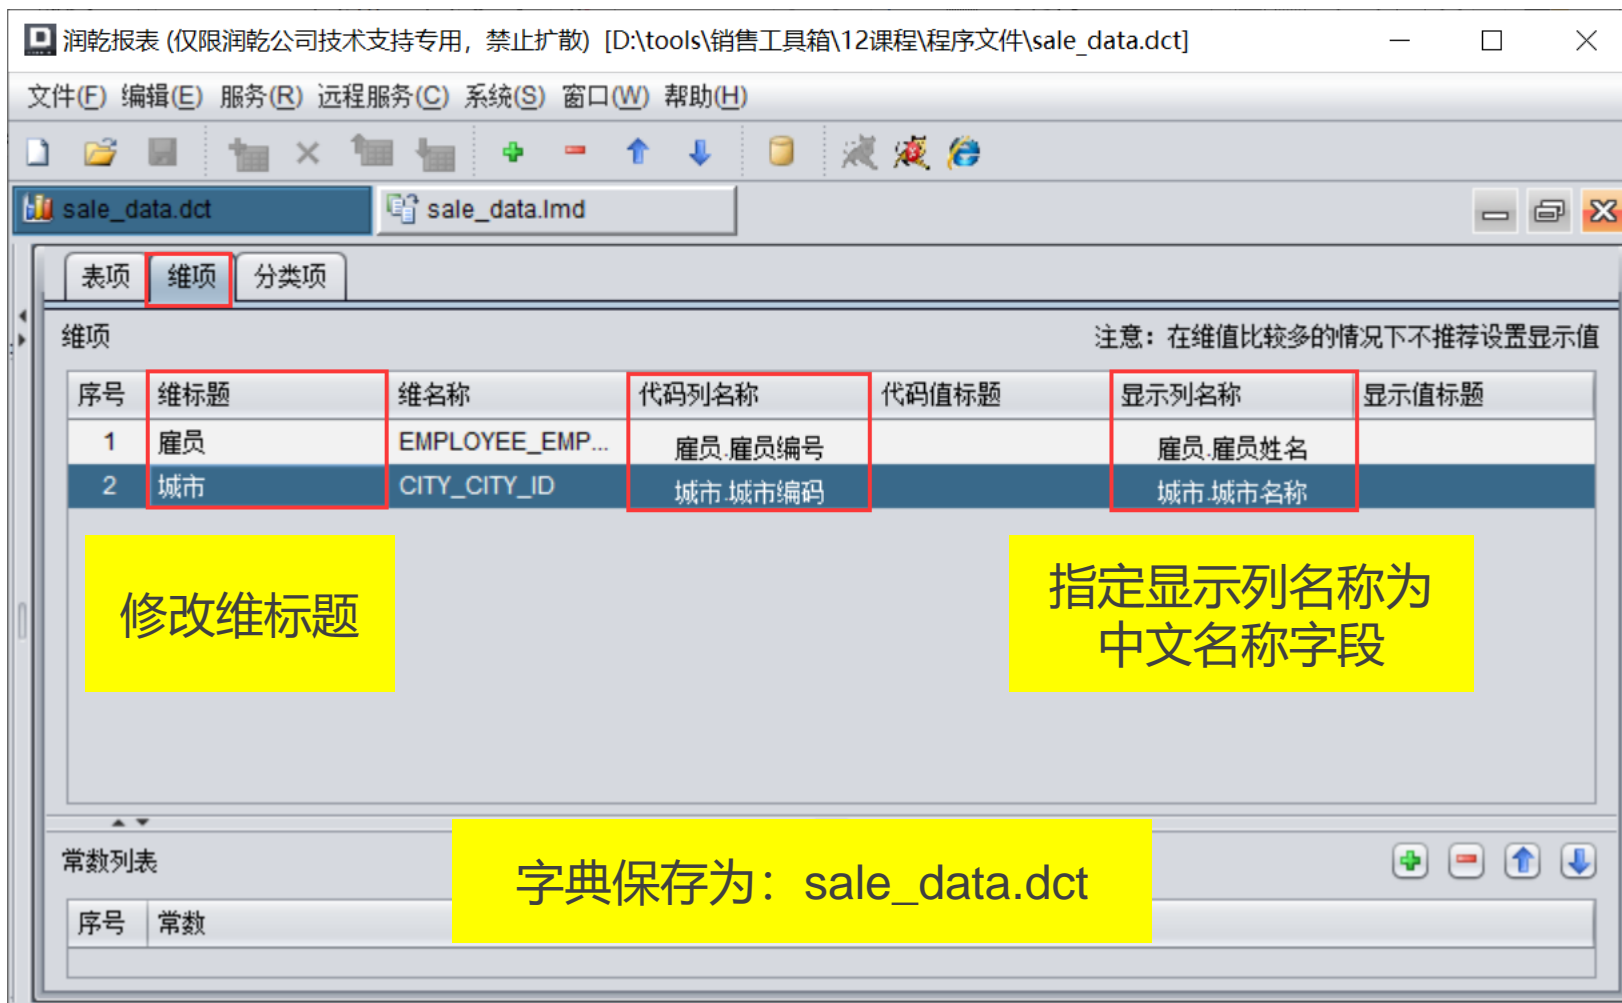 润乾报表 (仅限润乾公司技术支持专用，禁止扩散) [D:\tools\销售工具箱\12课程\程序文件\sale_data.dct]
文件(F) 编辑(E) 服务(R) 远程服务(C) 系统(S) 窗口(W) 帮助(H)
sale_data.dct sale_data.lmd
表项 维项 分类项
维项 注意：在维值比较多的情况下不推荐设置显示值
序号 维标题 维名称 代码列名称 代码值标题 显示列名称 显示值标题
1 雇员 EMPLOYEE_EMP... 雇员.雇员编号 雇员.雇员姓名
2 城市 CITY_CITY_ID 城市.城市编码 城市.城市名称
修改维标题
指定显示列名称为
中文名称字段
常数列表
字典保存为：sale_data.dct
序号 常数